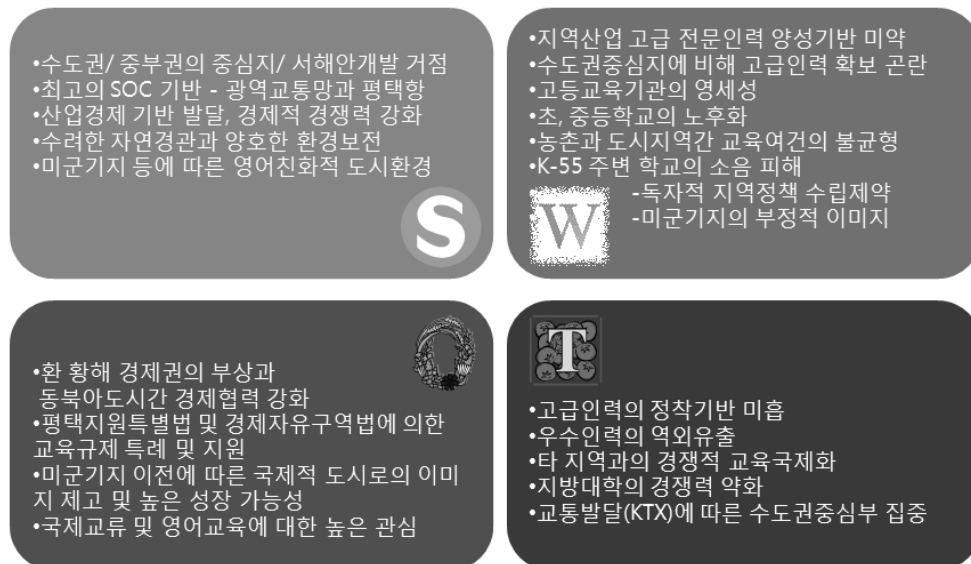 •수도권/ 중부권의 중심지/ 서해안개발 거점
•최고의 SOC 기반 - 광역교통망과 평택항
•산업경제 기반 발달, 경제적 경쟁력 강화
•수려한 자연경관과 양호한 환경보전
•미군기지 등에 따른 영어친화적 도시환경
S
•지역산업 고급 전문인력 양성기반 미약
•수도권중심지에 비해 고급인력 확보 곤란
•고등교육기관의 영세성
•초, 중등학교의 노후화
•농촌과 도시지역간 교육여건의 불균형
•K-55 주변 학교의 소음 피해
-독자적 지역정책 수립제약
-미군기지의 부정적 이미지
W
O
•환 황해 경제권의 부상과
동북아도시간 경제협력 강화
•평택지원특별법 및 경제자유구역법에 의한
교육규제 특례 및 지원
•미군기지 이전에 따른 국제적 도시로의 이미
지 제고 및 높은 성장 가능성
•국제교류 및 영어교육에 대한 높은 관심
T
•고급인력의 정착기반 미흡
•우수인력의 역외유출
•타 지역과의 경쟁적 교육국제화
•지방대학의 경쟁력 약화
•교통발달(KTX)에 따른 수도권중심부 집중